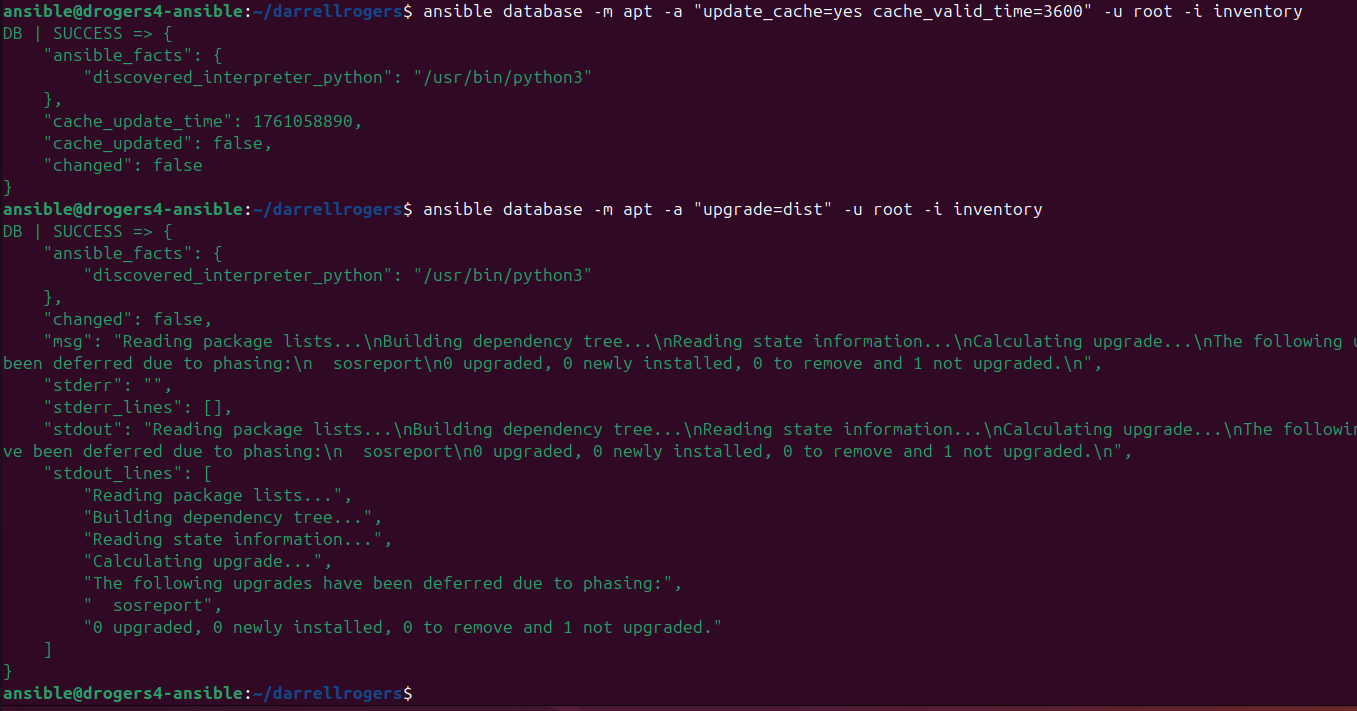 ansible@drogers4-ansible:~/darrellrogers$ ansible database -m apt -a "update_cache=yes cache_valid_time=3600" -u root -i inventory
DB | SUCCESS => {
    "ansible_facts": {
        "discovered_interpreter_python": "/usr/bin/python3"
    },
    "cache_update_time": 1761058890,
    "cache_updated": false,
    "changed": false
}
ansible@drogers4-ansible:~/darrellrogers$ ansible database -m apt -a "upgrade=dist" -u root -i inventory
DB | SUCCESS => {
    "ansible_facts": {
        "discovered_interpreter_python": "/usr/bin/python3"
    },
    "changed": false,
    "msg": "Reading package lists...\nBuilding dependency tree...\nReading state information...\nCalculating upgrade...\nThe following
been deferred due to phasing:\n  sosreport\n0 upgraded, 0 newly installed, 0 to remove and 1 not upgraded.\n",
    "stderr": "",
    "stderr_lines": [],
    "stdout": "Reading package lists...\nBuilding dependency tree...\nReading state information...\nCalculating upgrade...\nThe followin
ve been deferred due to phasing:\n  sosreport\n0 upgraded, 0 newly installed, 0 to remove and 1 not upgraded.\n",
    "stdout_lines": [
        "Reading package lists...",
        "Building dependency tree...",
        "Reading state information...",
        "Calculating upgrade...",
        "The following upgrades have been deferred due to phasing:",
        "  sosreport",
        "0 upgraded, 0 newly installed, 0 to remove and 1 not upgraded."
    ]
}
ansible@drogers4-ansible:~/darrellrogers$